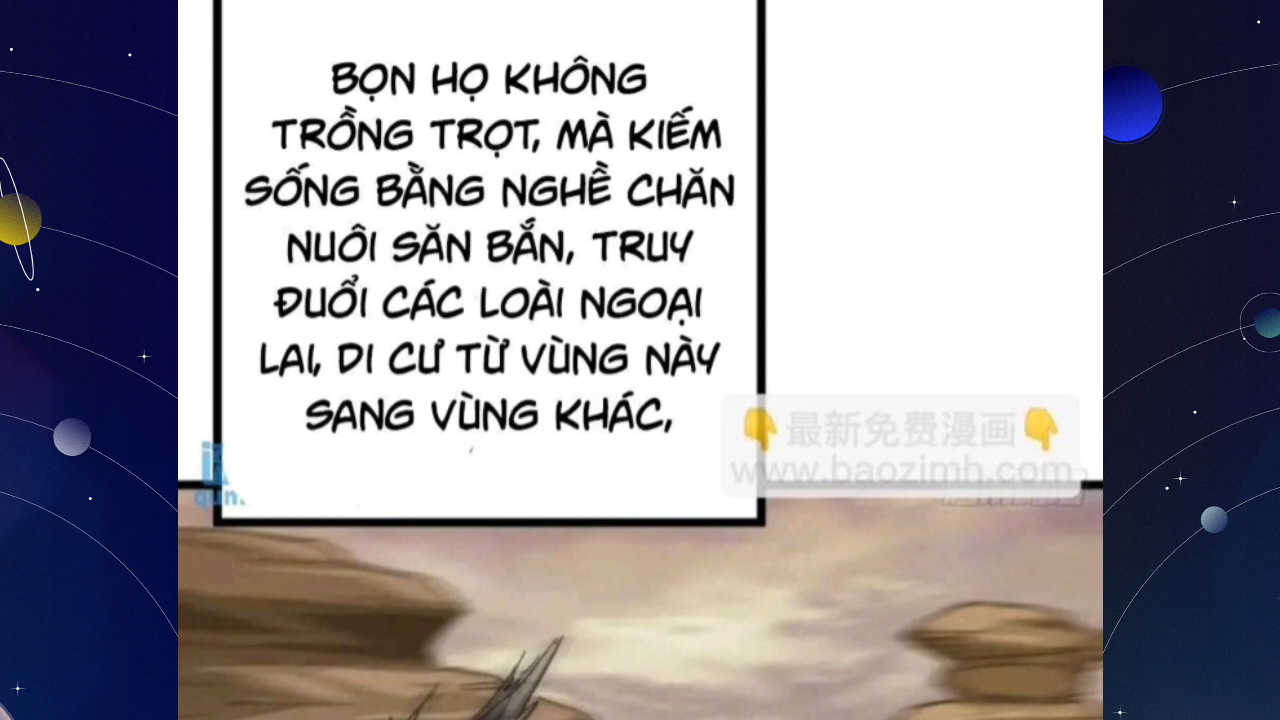 BỌN HỌ KHÔNG
TRỒNG TRỌT, MÀ KIẾM
SỐNG BẰNG NGHỀ CHĂN
NUÔI SĂN BẮN, TRUY
ĐUỔI CÁC LOÀI NGOẠI
LAI, DI CƯ TỪ VÙNG NÀY
SANG VÙNG KHÁC,
👇最新免费漫画👇
www.baozimh.com